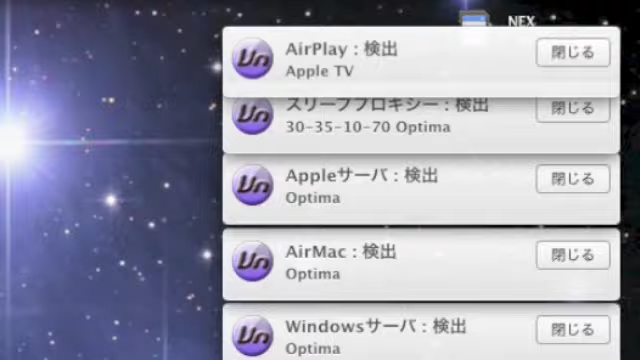 NEX
AirPlay : 検出
Apple TV
閉じる
スリーププロキシー : 検出
30-35-10-70 Optima
閉じる
Appleサーバ : 検出
Optima
閉じる
AirMac : 検出
Optima
閉じる
Windowsサーバ : 検出
Optima
閉じる